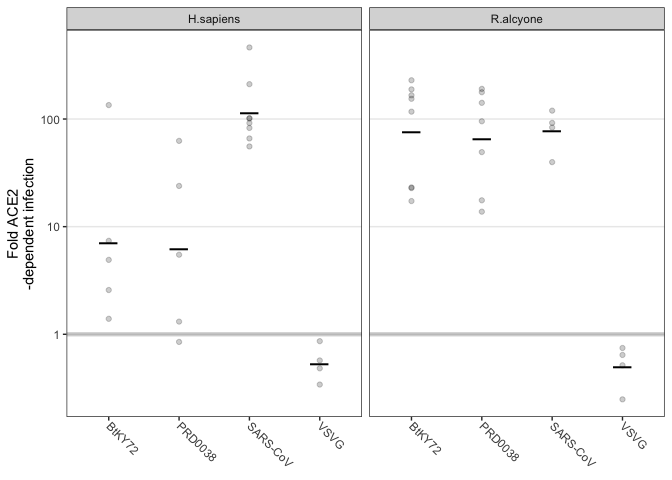 H.sapiens
R.alcyone
Fold ACE2
-dependent infection
100
10
1
BtKY72
PRD0038
SARS-CoV
VSVG
BtKY72
PRD0038
SARS-CoV
VSVG